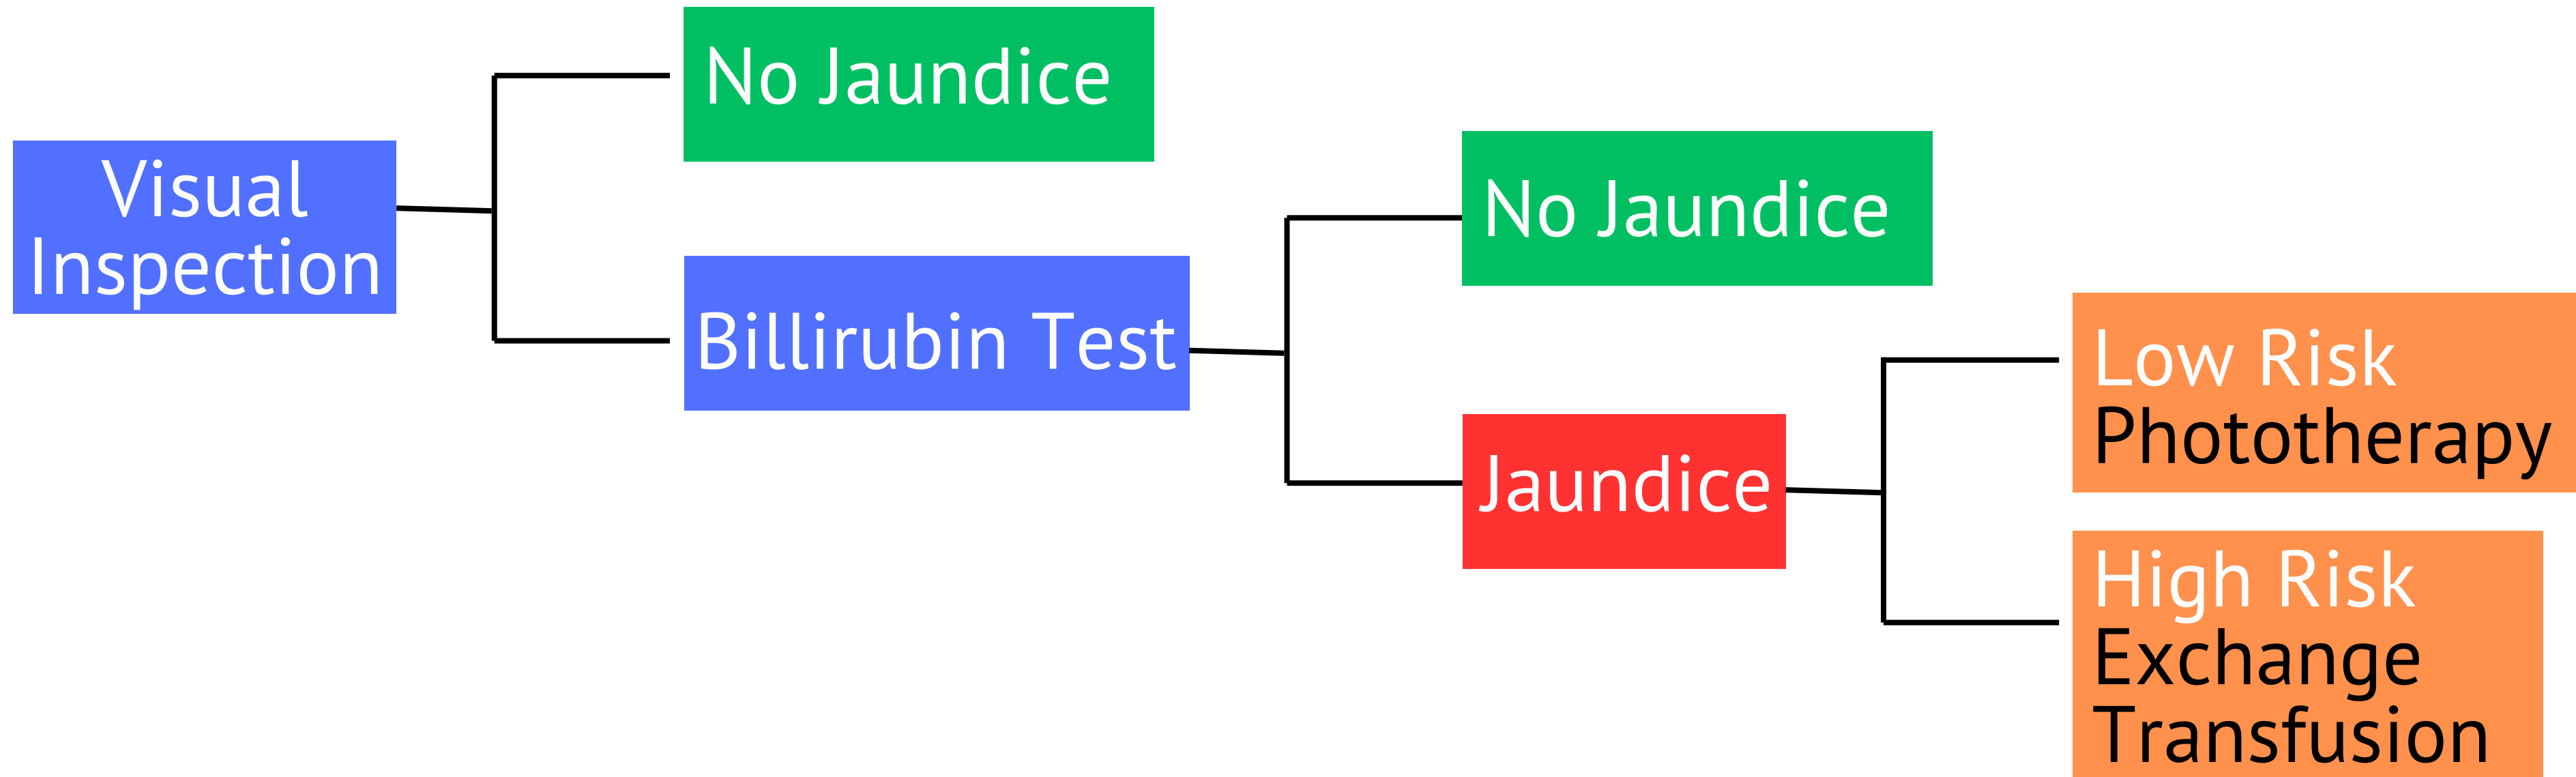 Visual
Inspection
No Jaundice
Billirubin Test
No Jaundice
Jaundice
Low Risk
Phototherapy
High Risk
Exchange
Transfusion